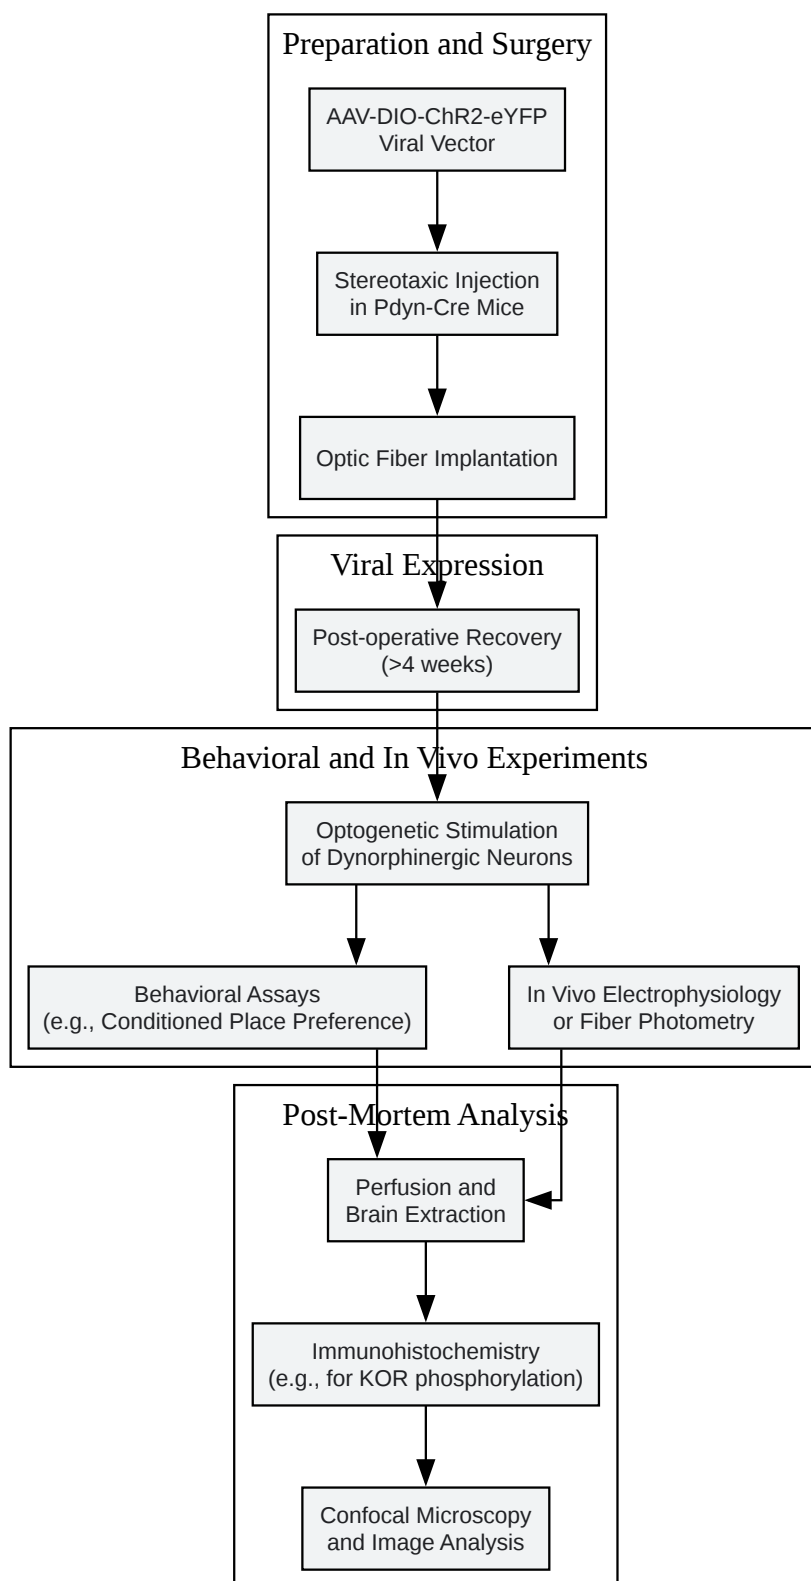 Preparation and Surgery
AAV-DIO-ChR2-eYFP
Viral Vector
Stereotaxic Injection
in Pdyn-Cre Mice
Optic Fiber Implantation
Viral Expression
Post-operative Recovery
(>4 weeks)
Behavioral and In Vivo Experiments
Optogenetic Stimulation
of Dynorphinergic Neurons
Behavioral Assays
(e.g., Conditioned Place Preference)
In Vivo Electrophysiology
or Fiber Photometry
Post-Mortem Analysis
Perfusion and
Brain Extraction
Immunohistochemistry
(e.g., for KOR phosphorylation)
Confocal Microscopy
and Image Analysis